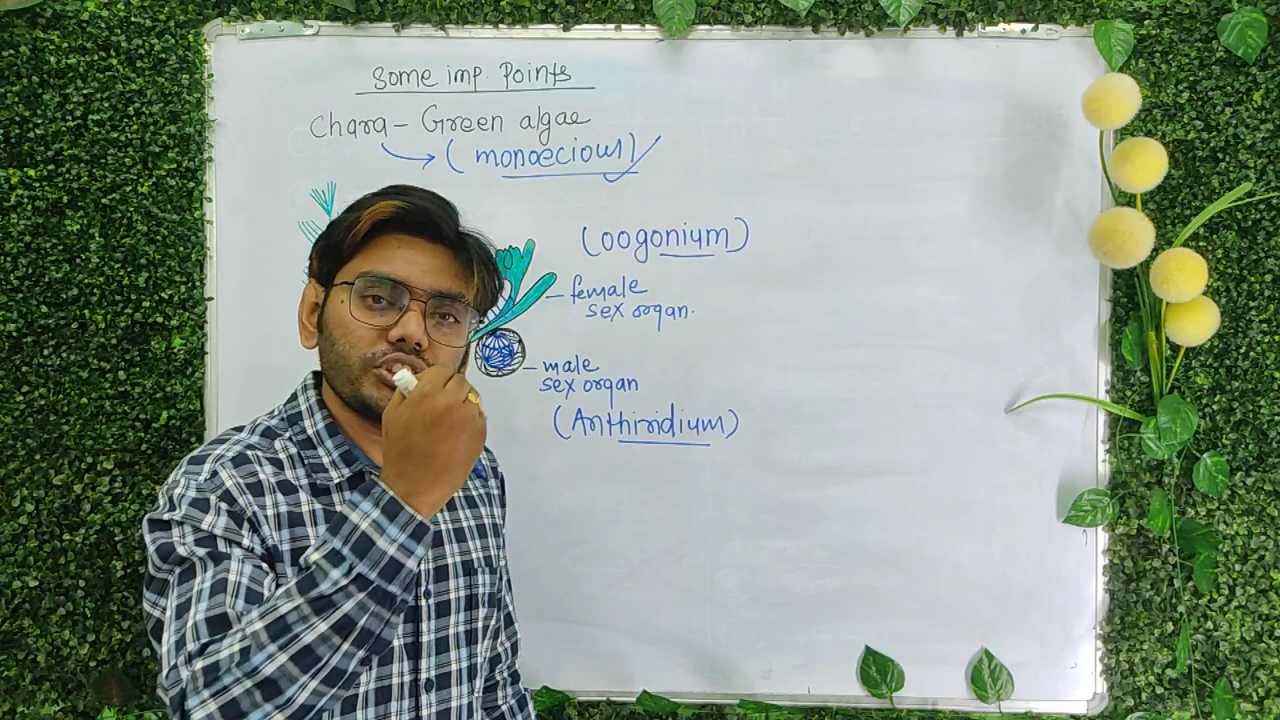 Some imp. Points
Chara - Green algae
(monoecious)
(oogonium)
female
sex organ.
male
sex organ
(Anthiridium)